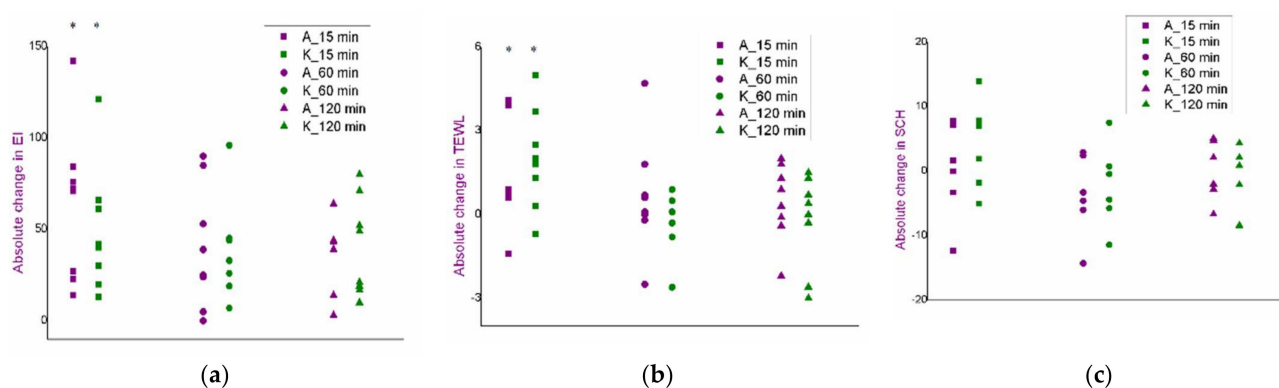 * *
150
100
50
0
Absolute change in EI
A_15 min
K_15 min
A_60 min
K_60 min
A_120 min
K_120 min
(a)
* *
6
3
0
-3
Absolute change in TEWL
A_15 min
K_15 min
A_60 min
K_60 min
A_120 min
K_120 min
(b)
20
10
0
-10
-20
Absolute change in SCH
A_15 min
K_15 min
A_60 min
K_60 min
A_120 min
K_120 min
(c)